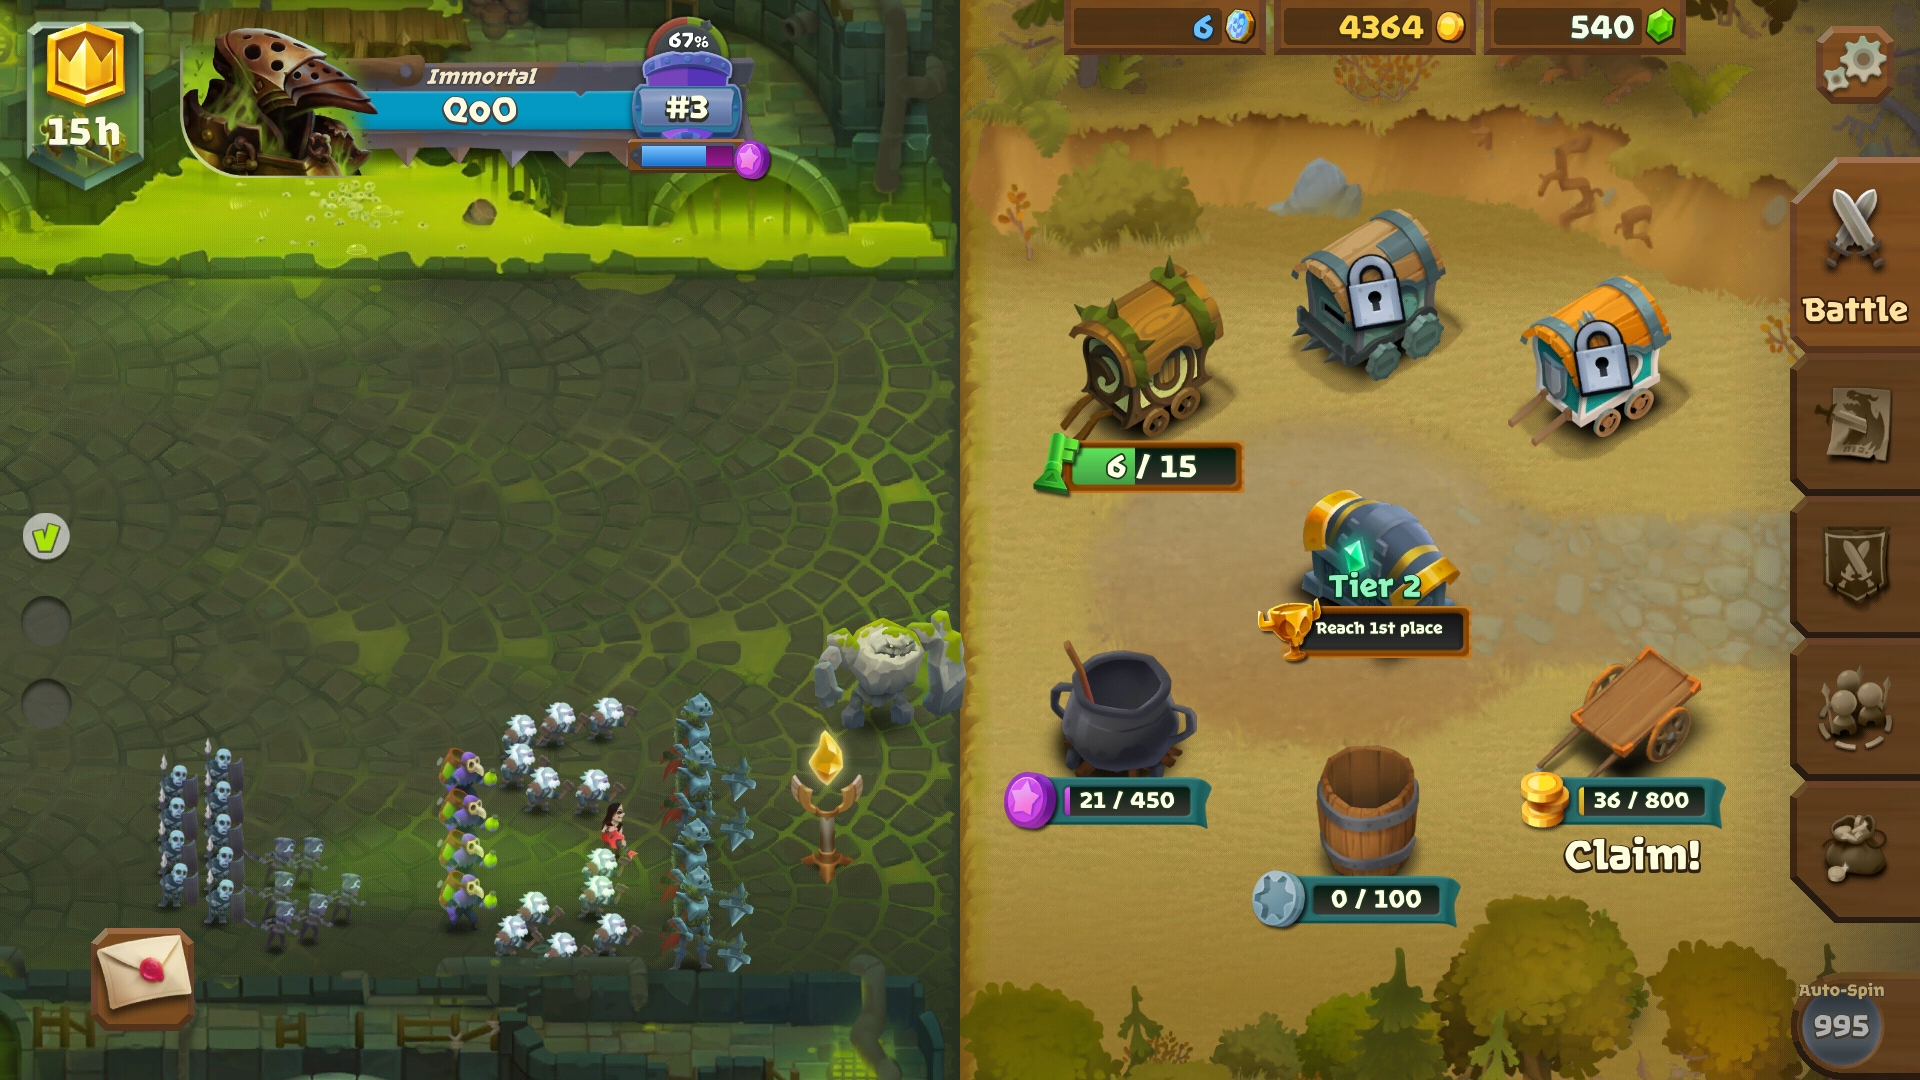 15h
Immortal
QoO
67%
#3
6
4364
540
Battle
6 / 15
Tier 2
Reach 1st place
21 / 450
36 / 800
Claim!
0 / 100
Auto-Spin
995